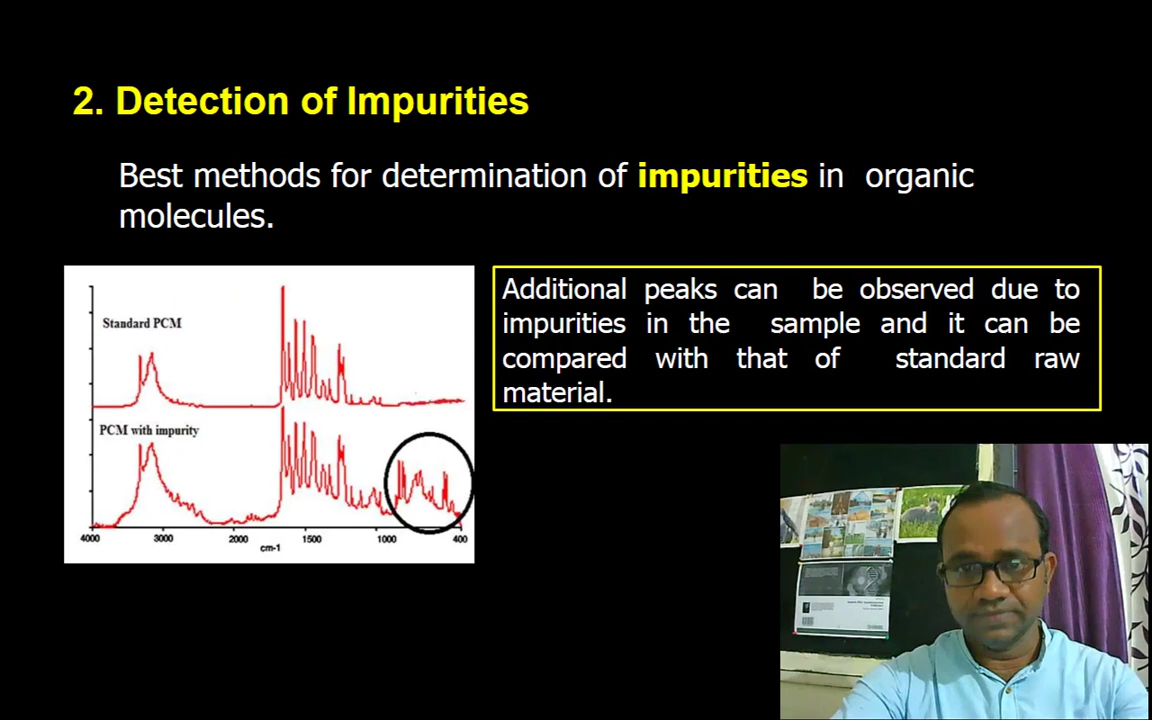 2. Detection of Impurities
Best methods for determination of impurities in organic
molecules.
Standard PCM
PCM with impurity
4000 3000 2000 1500 1000 400
cm-1
Additional peaks can be observed due to
impurities in the sample and it can be
compared with that of standard raw
material.